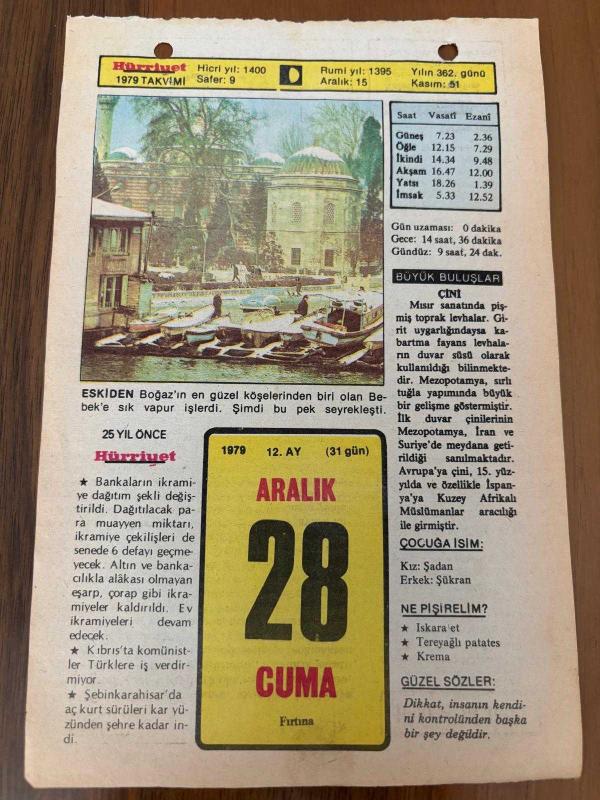 Hürriyet
1979 TAKVİMİ
Hicri yıl: 1400
Safer: 9
Rumi yıl: 1395
Aralık: 15
Yılın 362. günü
Kasım: 51
Saat Vasatî Ezanî
Güneş 7.23 2.36
Öğle 12.15 7.29
İkindi 14.34 9.48
Akşam 16.47 12.00
Yatsı 18.26 1.39
İmsak 5.33 12.52
Gün uzaması: 0 dakika
Gece: 14 saat, 36 dakika
Gündüz: 9 saat, 24 dak.
ESKİDEN Boğaz'ın en güzel köşelerinden biri olan Be-
bek'e sık vapur işlerdi. Şimdi bu pek seyrekleşti.
25 YIL ÖNCE
Hürriyet
★ Bankaların ikrami-
ye dağıtım şekli değiş-
tirildi. Dağıtılacak pa-
ra muayyen miktarı,
ikramiye çekilişleri de
senede 6 defayı geçme-
yecek. Altın ve banka-
cılıkla alâkası olmayan
eşarp, çorap gibi ikra-
miyeler kaldırıldı. Ev
ikramiyeleri devam
edecek.
★ Kıbrıs'ta komünist-
ler Türklere iş verdir-
miyor.
★ Şebinkarahisar'da
aç kurt sürüleri kar yü-
zünden şehre kadar in-
di.
1979 12. AY (31 gün)
ARALIK
28
CUMA
Fırtına
BÜYÜK BULUŞLAR
ÇİNİ
Mısır sanatında piş-
miş toprak levhalar. Gi-
rit uygarlığındaysa ka-
bartma fayans levhala-
rın duvar süsü olarak
kullanıldığı bilinmekte-
dir. Mezopotamya, sırlı
tuğla yapımında büyük
bir gelişme göstermiştir.
İlk duvar çinilerinin
Mezopotamya, İran ve
Suriye'de meydana geti-
rildiği sanılmaktadır.
Avrupa'ya çini, 15. yüz-
yılda ve özellikle İspan-
ya'ya Kuzey Afrikalı
Müslümanlar aracılığı
ile girmiştir.
ÇOCUĞA İSİM:
Kız: Şadan
Erkek: Şükran
NE PİŞİRELİM?
★ Iskara et
★ Tereyağlı patates
★ Krema
GÜZEL SÖZLER:
Dikkat, insanın kendi-
ni kontrolünden başka
bir şey değildir.